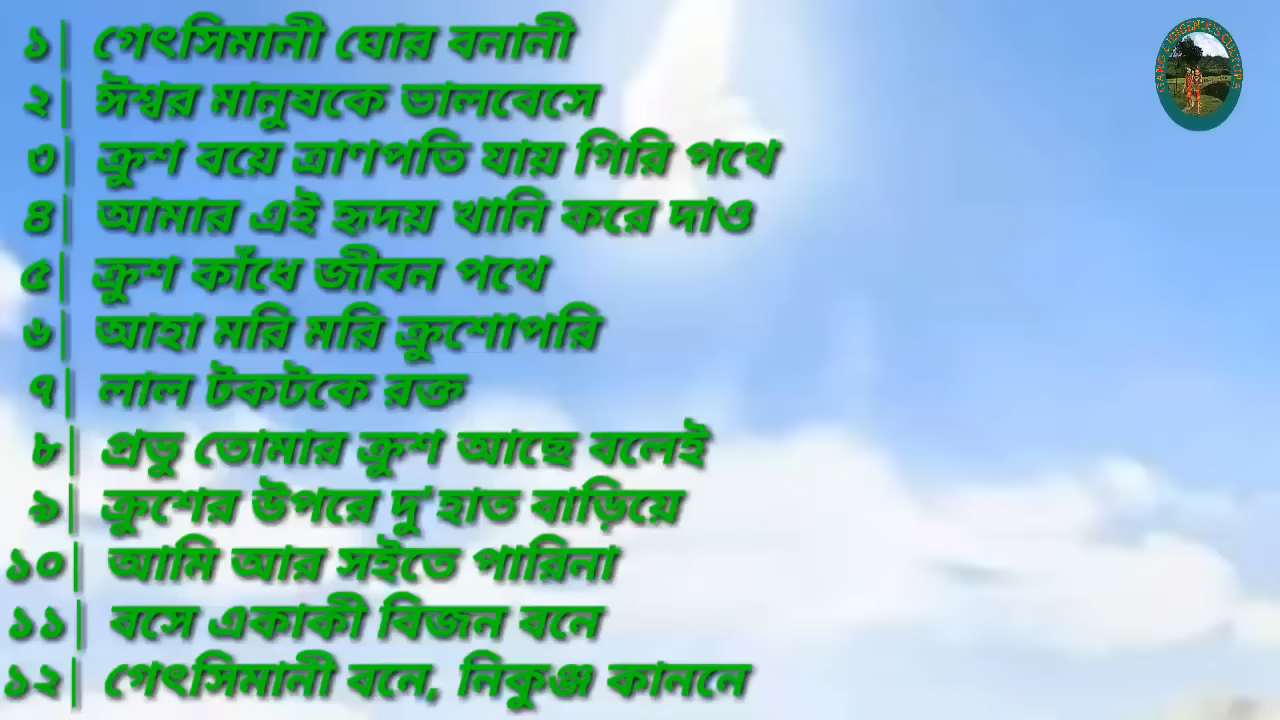 ১| গেৎসিমানী ঘোর বনানী
২| ঈশ্বর মানুষকে ভালবেসে
৩| ক্রুশ বয়ে ত্রাণপতি যায় গিরি পথে
৪| আমার এই হৃদয় খানি করে দাও
৫| ক্রুশ কাঁধে জীবন পথে
৬| আহা মরি মরি ক্রুশোপরি
৭| লাল টকটকে রক্ত
৮| প্রভু তোমার ক্রুশ আছে বলেই
৯| ক্রুশের উপরে দু'হাত বাড়িয়ে
১০| আমি আর সইতে পারিনা
১১| বসে একাকী বিজন বনে
১২| গেৎসিমানী বনে, নিকুঞ্জ কাননে